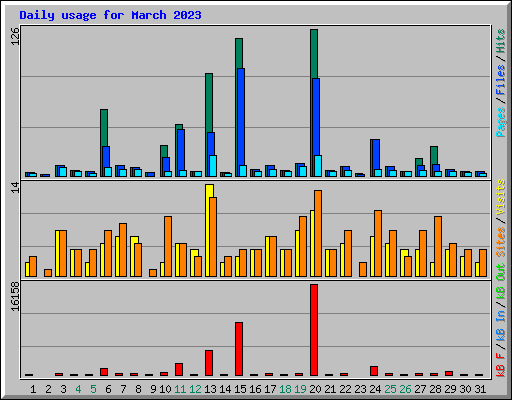 Daily usage for March 2023
126
Pages / Files / Hits
14
Sites / Visits
16158
kB F / kB In / kB Out
1 2 3 4 5 6 7 8 9 10 11 12 13 14 15 16 17 18 19 20 21 22 23 24 25 26 27 28 29 30 31